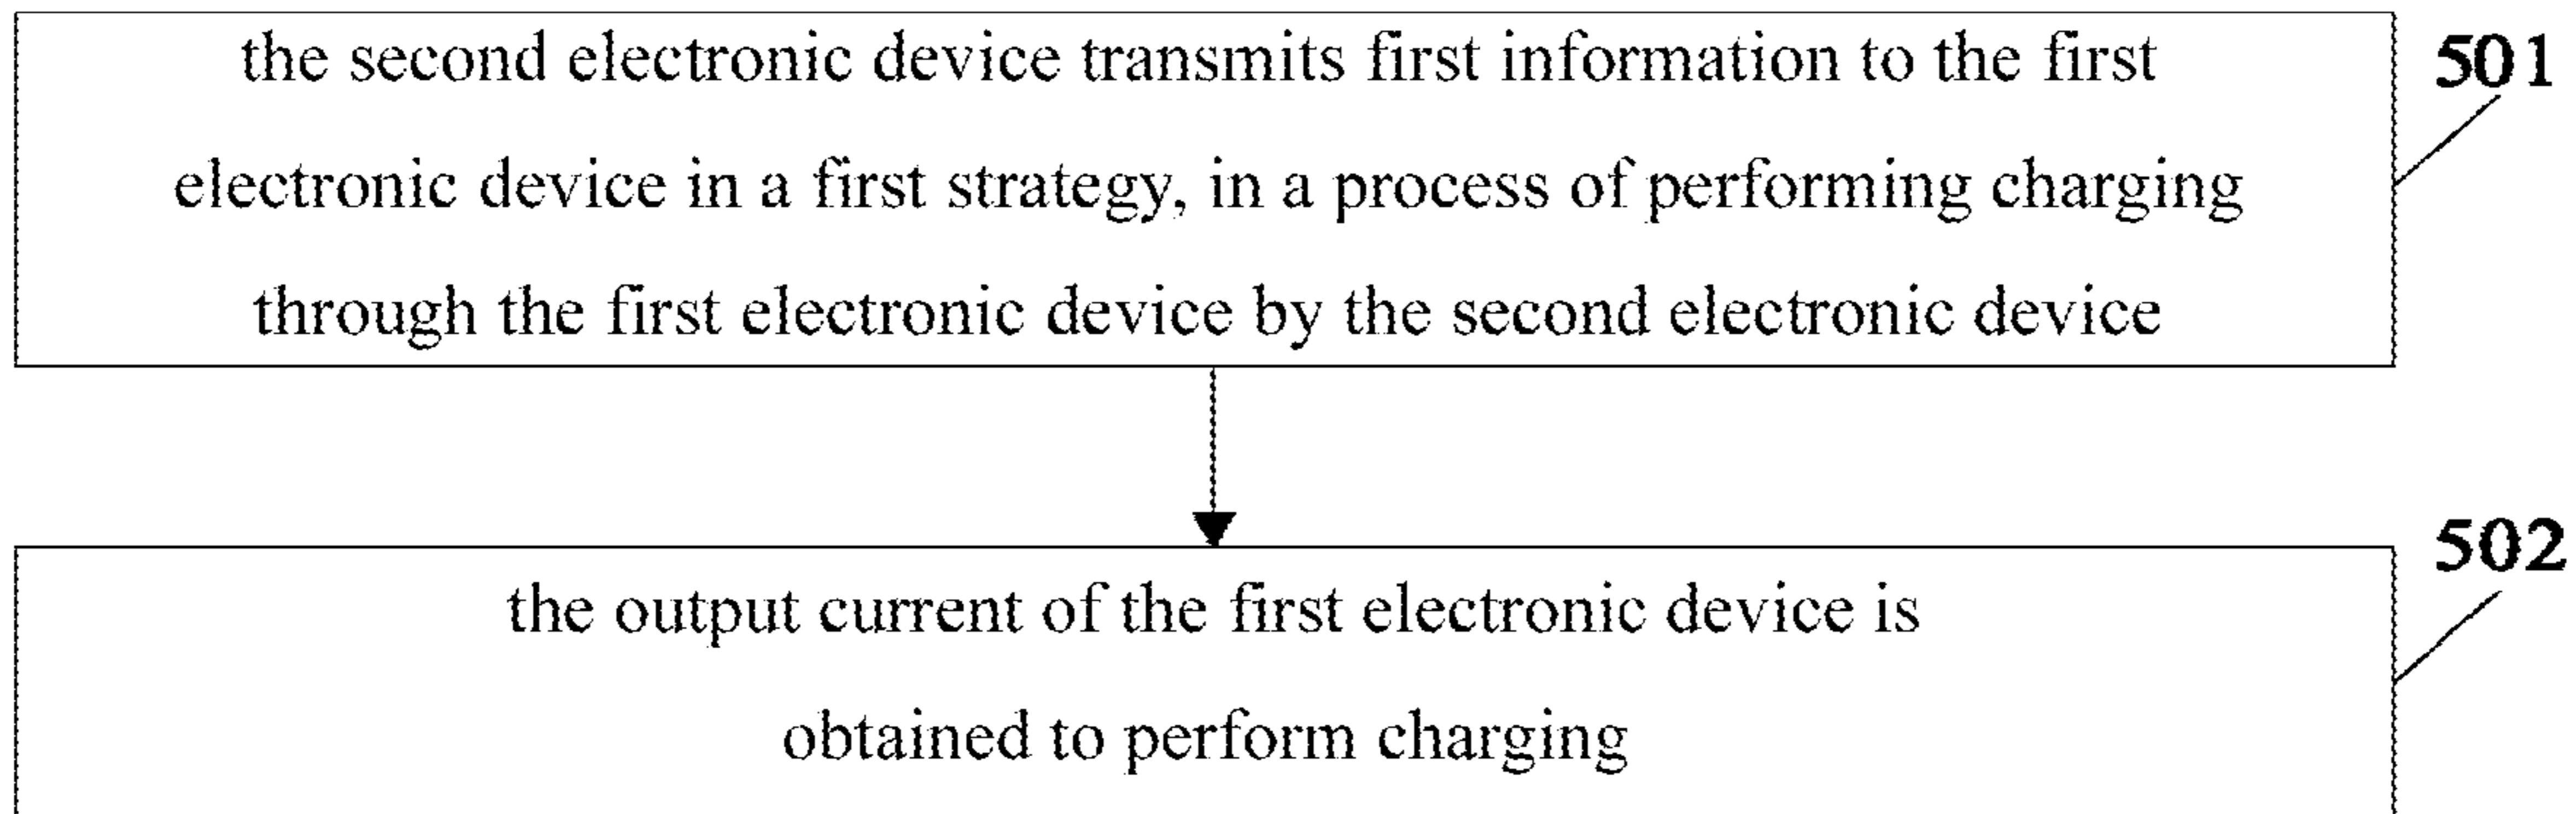 the second electronic device transmits first information to the first
501
electronic device in a first strategy, in a process of performing charging
through the first electronic device by the second electronic device
502
the output current of the first electronic device is
obtained to perform charging